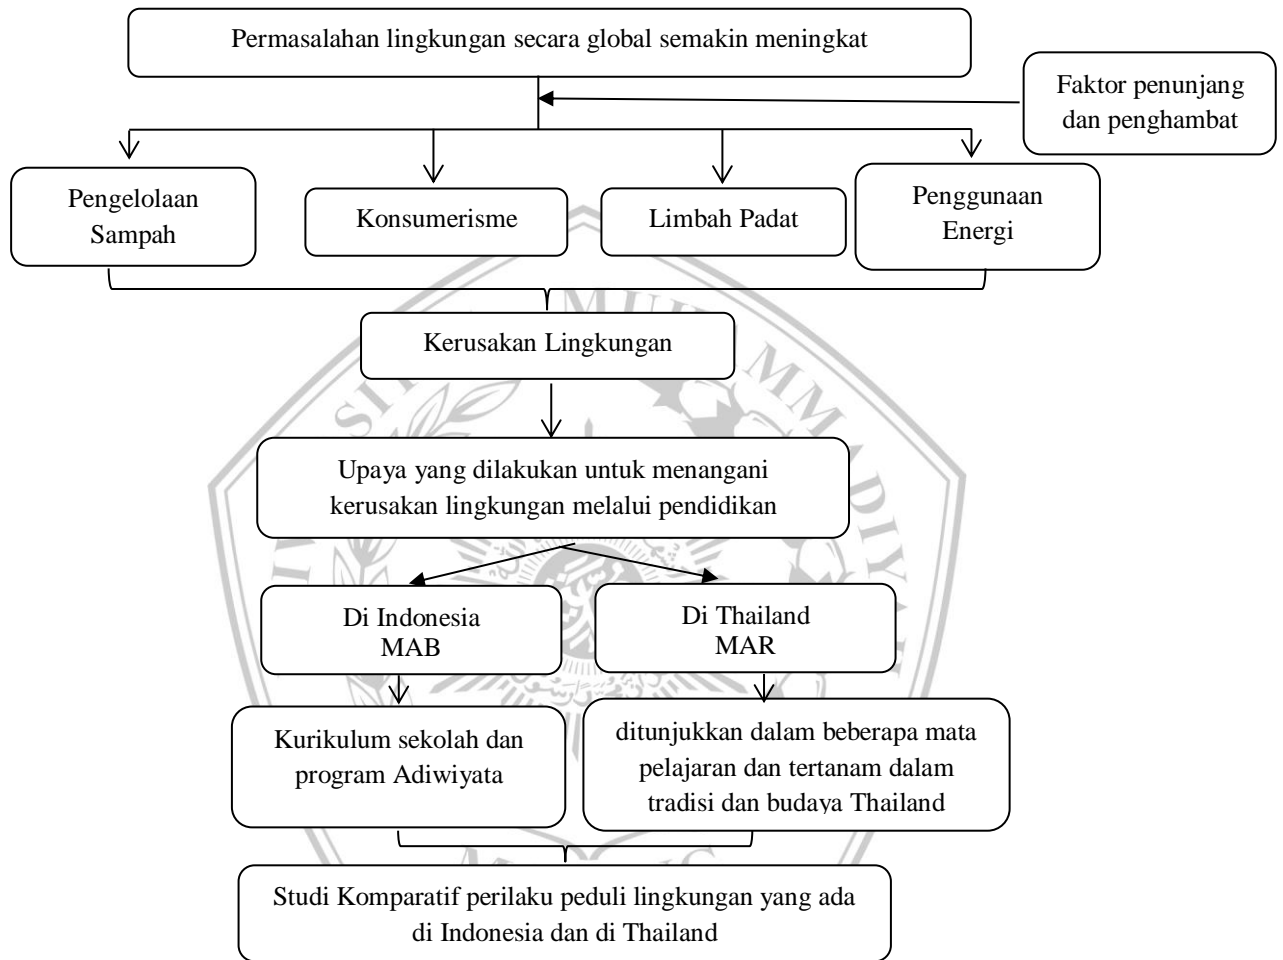 Permasalahan lingkungan secara global semakin meningkat
Faktor penunjang
dan penghambat
Pengelolaan
Sampah
Konsumerisme
Limbah Padat
Penggunaan
Energi
Kerusakan Lingkungan
Upaya yang dilakukan untuk menangani
kerusakan lingkungan melalui pendidikan
Di Indonesia
MAB
Di Thailand
MAR
Kurikulum sekolah dan
program Adiwiyata
ditunjukkan dalam beberapa mata
pelajaran dan tertanam dalam
tradisi dan budaya Thailand
Studi Komparatif perilaku peduli lingkungan yang ada
di Indonesia dan di Thailand